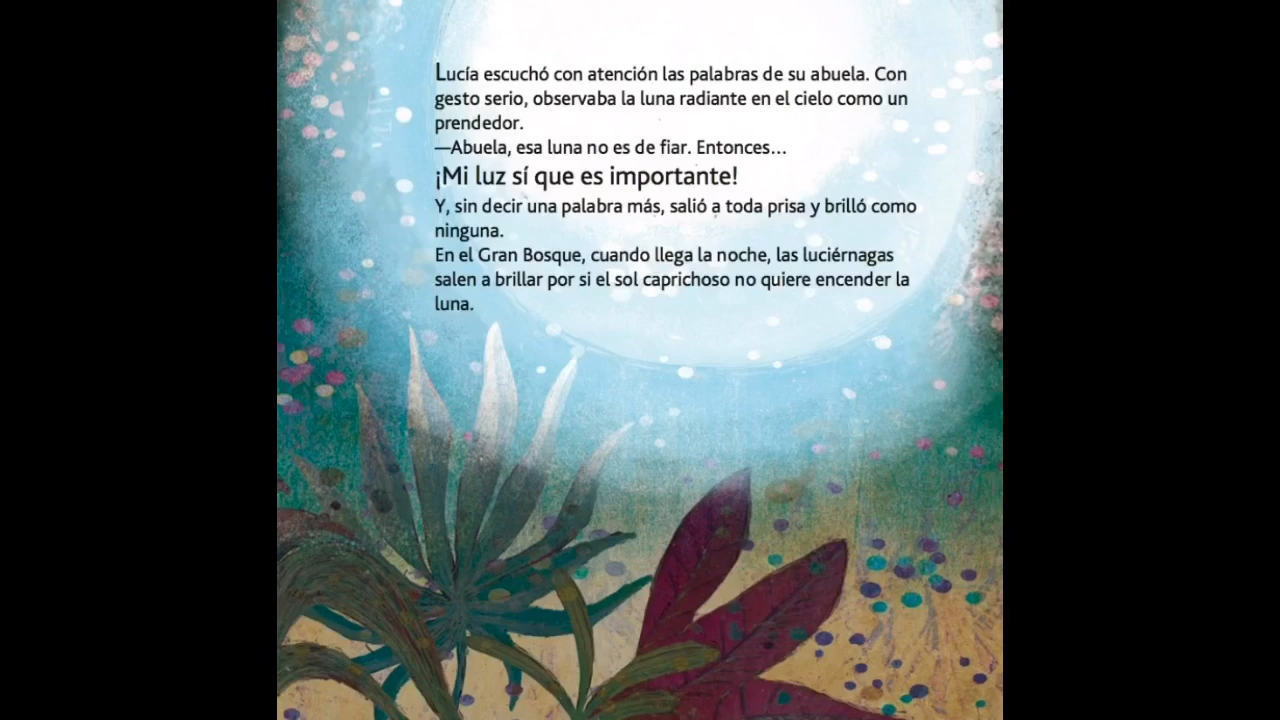 Lucía escuchó con atención las palabras de su abuela. Con
gesto serio, observaba la luna radiante en el cielo como un
prendedor.
—Abuela, esa luna no es de fiar. Entonces...
¡Mi luz sí que es importante!
Y, sin decir una palabra más, salió a toda prisa y brilló como
ninguna.
En el Gran Bosque, cuando llega la noche, las luciérnagas
salen a brillar por si el sol caprichoso no quiere encender la
luna.